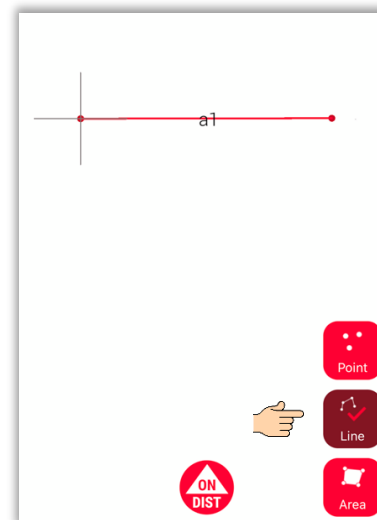 a1
Point
Line
ON
DIST
Area